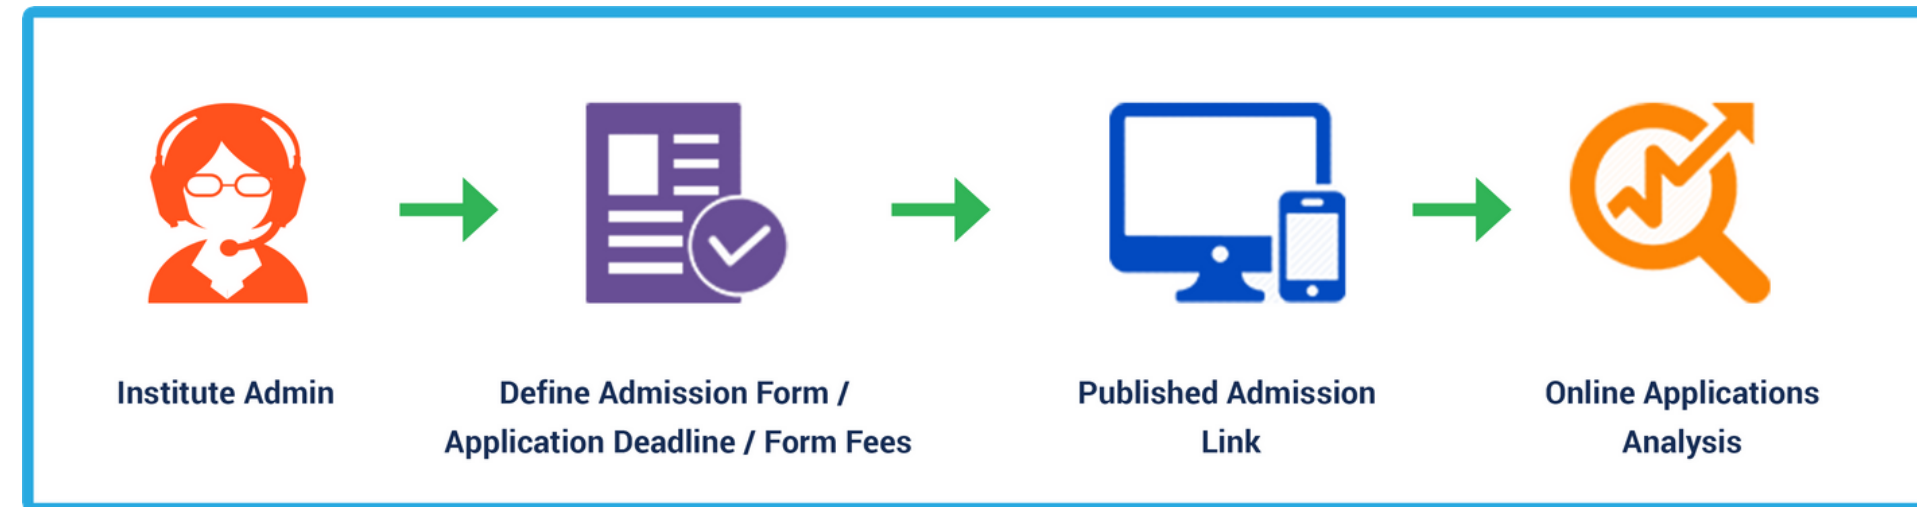 Institute Admin
Define Admission Form /
Application Deadline / Form Fees
Published Admission
Link
Online Applications
Analysis